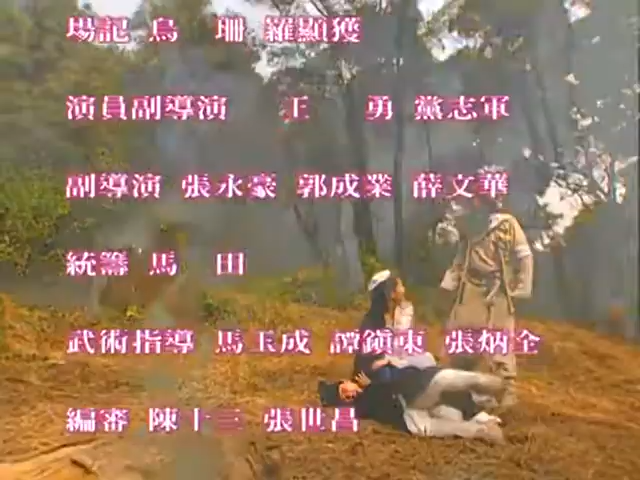 場記 烏 珊 羅顯獲
演員副導演 王 勇 黨志軍
副導演 張永豪 郭成業 薛文華
統籌 馬 田
武術指導 馬玉成 譚鎮東 張炳全
編審 陳十三 張世昌